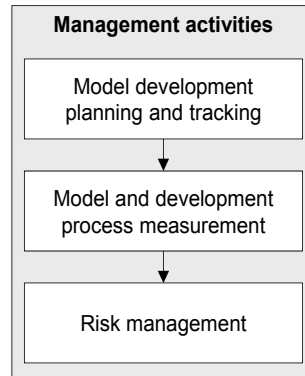 Management activities
Model development
planning and tracking
Model and development
process measurement
Risk management